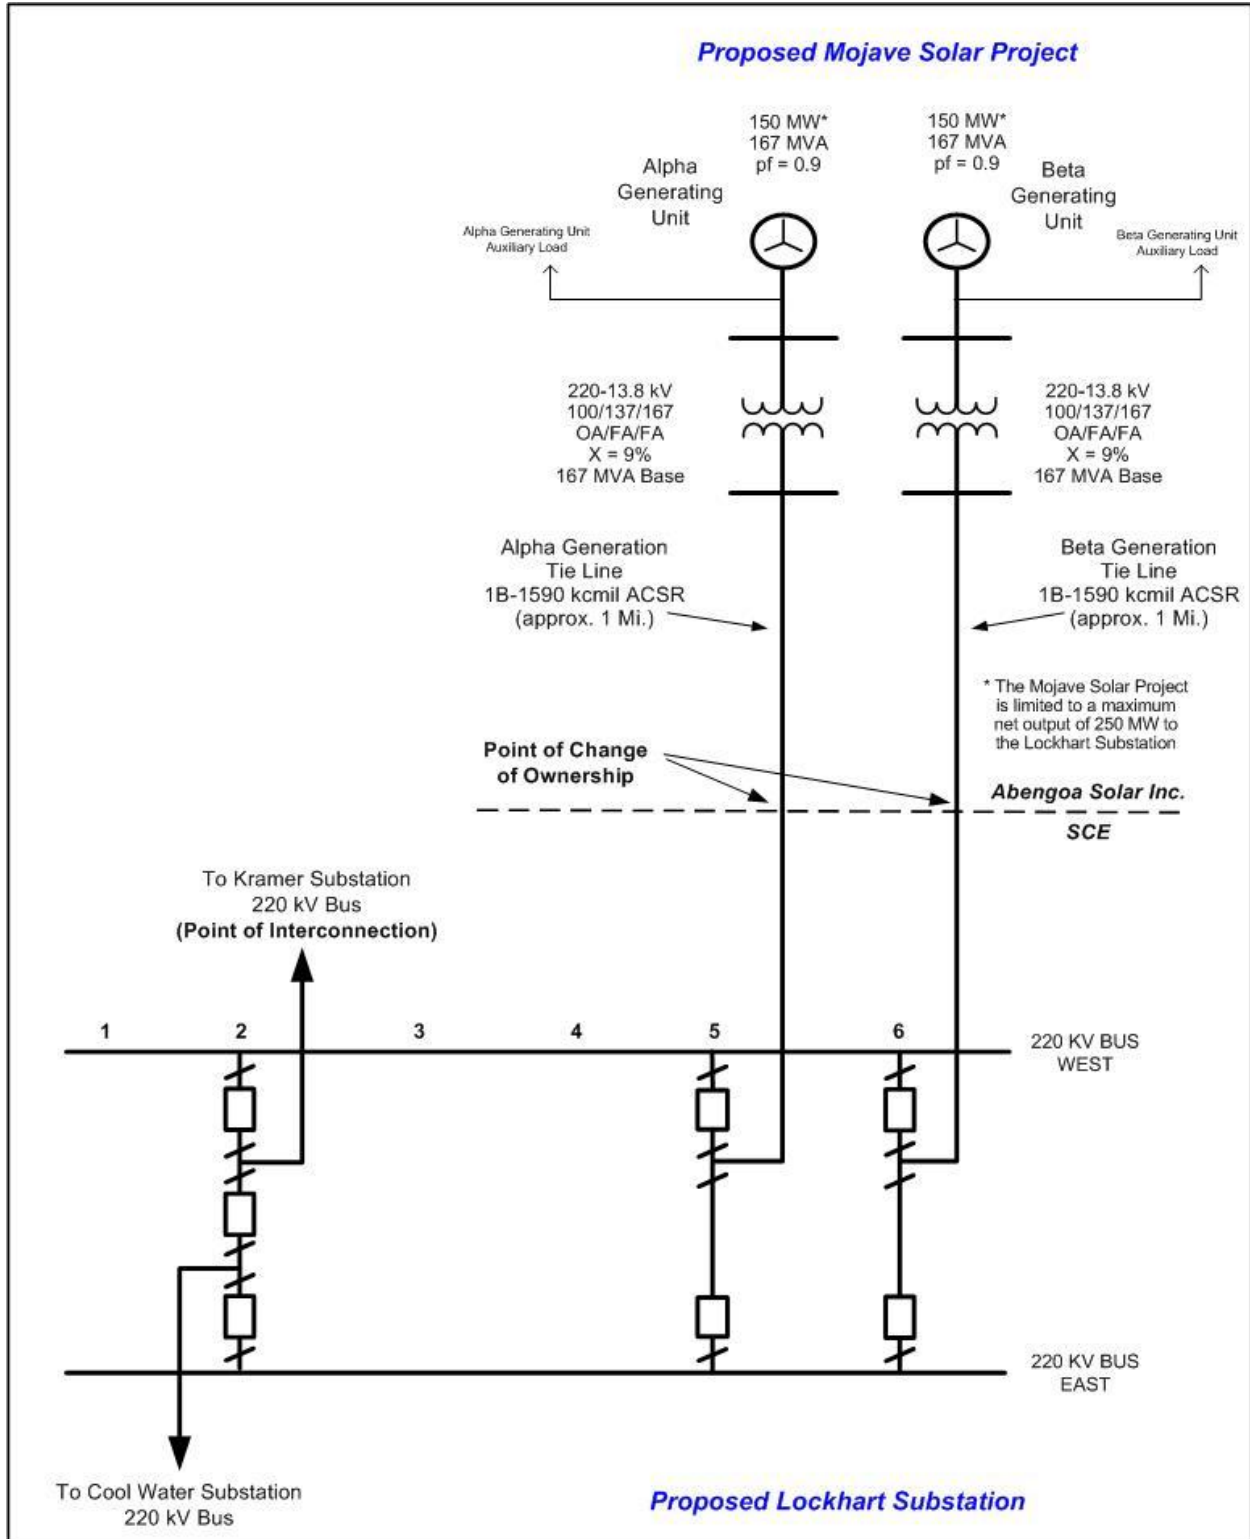 Proposed Mojave Solar Project
150 MW*
167 MVA
pf = 0.9
150 MW*
167 MVA
pf = 0.9
Alpha
Generating
Unit
Beta
Generating
Unit
Alpha Generating Unit
Auxiliary Load
Beta Generating Unit
Auxiliary Load
220-13.8 kV
100/137/167
OA/FA/FA
X = 9%
167 MVA Base
220-13.8 kV
100/137/167
OA/FA/FA
X = 9%
167 MVA Base
Alpha Generation
Tie Line
1B-1590 kcmil ACSR
(approx. 1 Mi.)
Beta Generation
Tie Line
1B-1590 kcmil ACSR
(approx. 1 Mi.)
* The Mojave Solar Project
is limited to a maximum
net output of 250 MW to
the Lockhart Substation
Point of Change
of Ownership
Abengoa Solar Inc.
SCE
To Kramer Substation
220 kV Bus
(Point of Interconnection)
1 2 3 4 5 6
220 KV BUS
WEST
220 KV BUS
EAST
To Cool Water Substation
220 kV Bus
Proposed Lockhart Substation